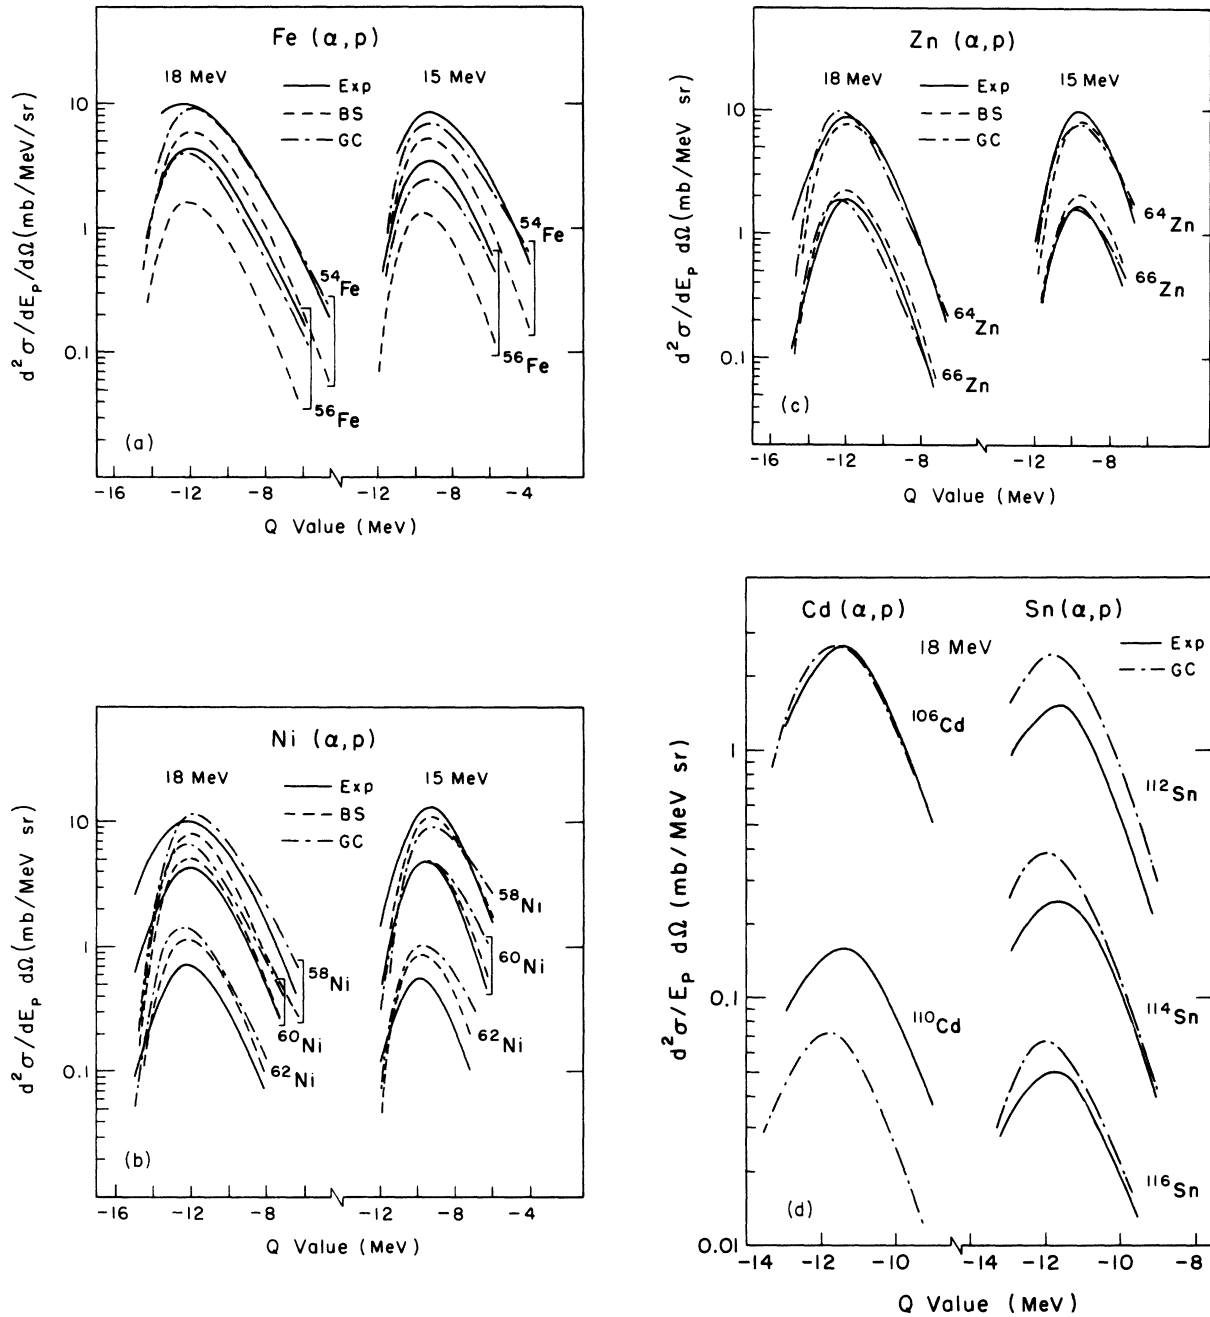 Fe (α,p)
18 MeV
15 MeV
Exp
BS
GC
d²σ/dE_p/dΩ(mb/MeV/sr)
10
1
0.1
⁵⁴Fe
⁵⁶Fe
⁵⁴Fe
⁵⁶Fe
(a)
−16 −12 −8 −12 −8 −4
Q Value (MeV)
Zn (α,p)
18 MeV
15 MeV
Exp
BS
GC
d²σ/dE_p dΩ(mb/MeV sr)
10
1
0.1
⁶⁴Zn
⁶⁶Zn
⁶⁴Zn
⁶⁶Zn
(c)
−16 −12 −8 −12 −8
Q Value (MeV)
Ni (α,p)
18 MeV
15 MeV
Exp
BS
GC
d²σ/dE_p dΩ(mb/MeV sr)
10
1
0.1
⁵⁸Ni
⁶⁰Ni
⁶²Ni
⁵⁸Ni
⁶⁰Ni
⁶²Ni
(b)
−16 −12 −8 −12 −8 −4
Q Value (MeV)
Cd (α,p)
Sn (α,p)
18 MeV
Exp
GC
d²σ/E_p dΩ (mb/MeV sr)
1
0.1
0.01
¹⁰⁶Cd
¹¹²Sn
¹¹⁰Cd
¹¹⁴Sn
¹¹⁶Sn
(d)
−14 −12 −10 −14 −12 −10 −8
Q Value (MeV)